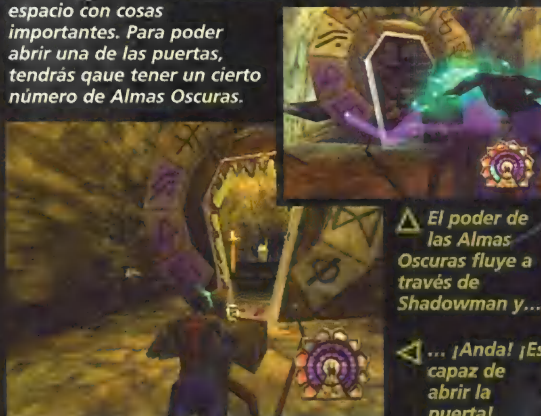 espacio con cosas
importantes. Para poder
abrir una de las puertas,
tendrás qaue tener un cierto
número de Almas Oscuras.
El poder de
las Almas
Oscuras fluye a
través de
Shadowman y...
... ¡Anda! ¡Es
capaz de
abrir la
puerta!